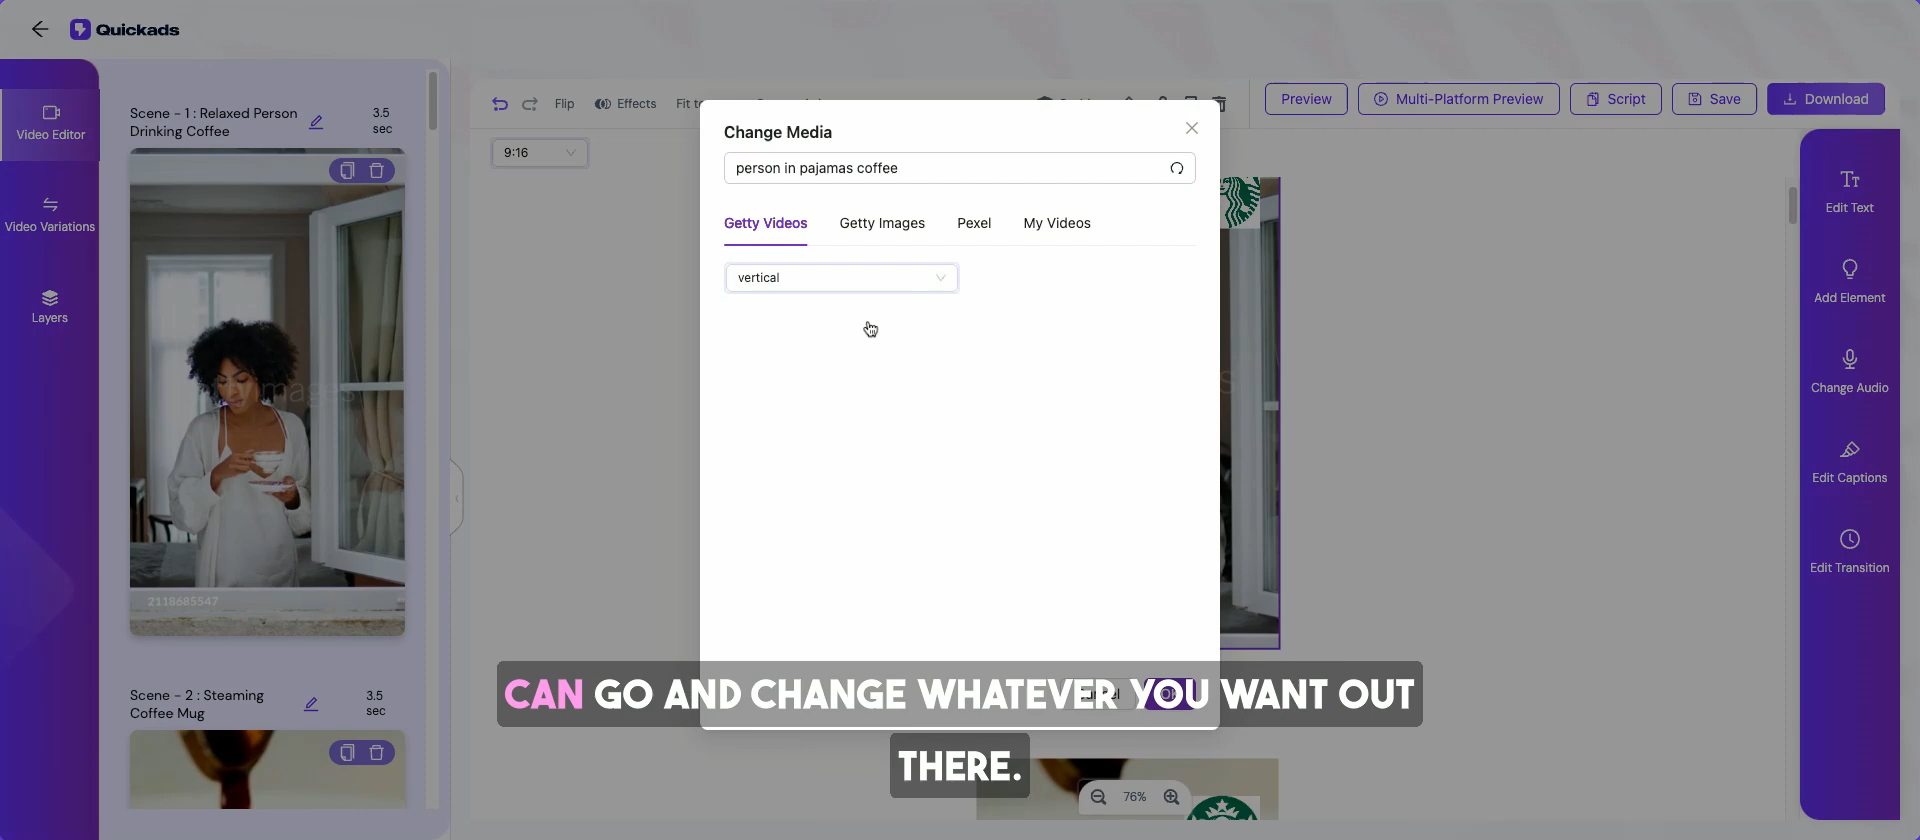 Quickads
Video Editor
Video Variations
Layers
Scene - 1 : Relaxed Person
Drinking Coffee
3.5
sec
2118685547
Scene - 2 : Steaming
Coffee Mug
3.5
sec
Flip
Effects
9:16
Preview
Multi-Platform Preview
Script
Save
Download
Change Media
person in pajamas coffee
Getty Videos
Getty Images
Pexel
My Videos
vertical
CAN GO AND CHANGE WHATEVER YOU WANT OUT
THERE.
76%
Edit Text
Add Element
Change Audio
Edit Captions
Edit Transition